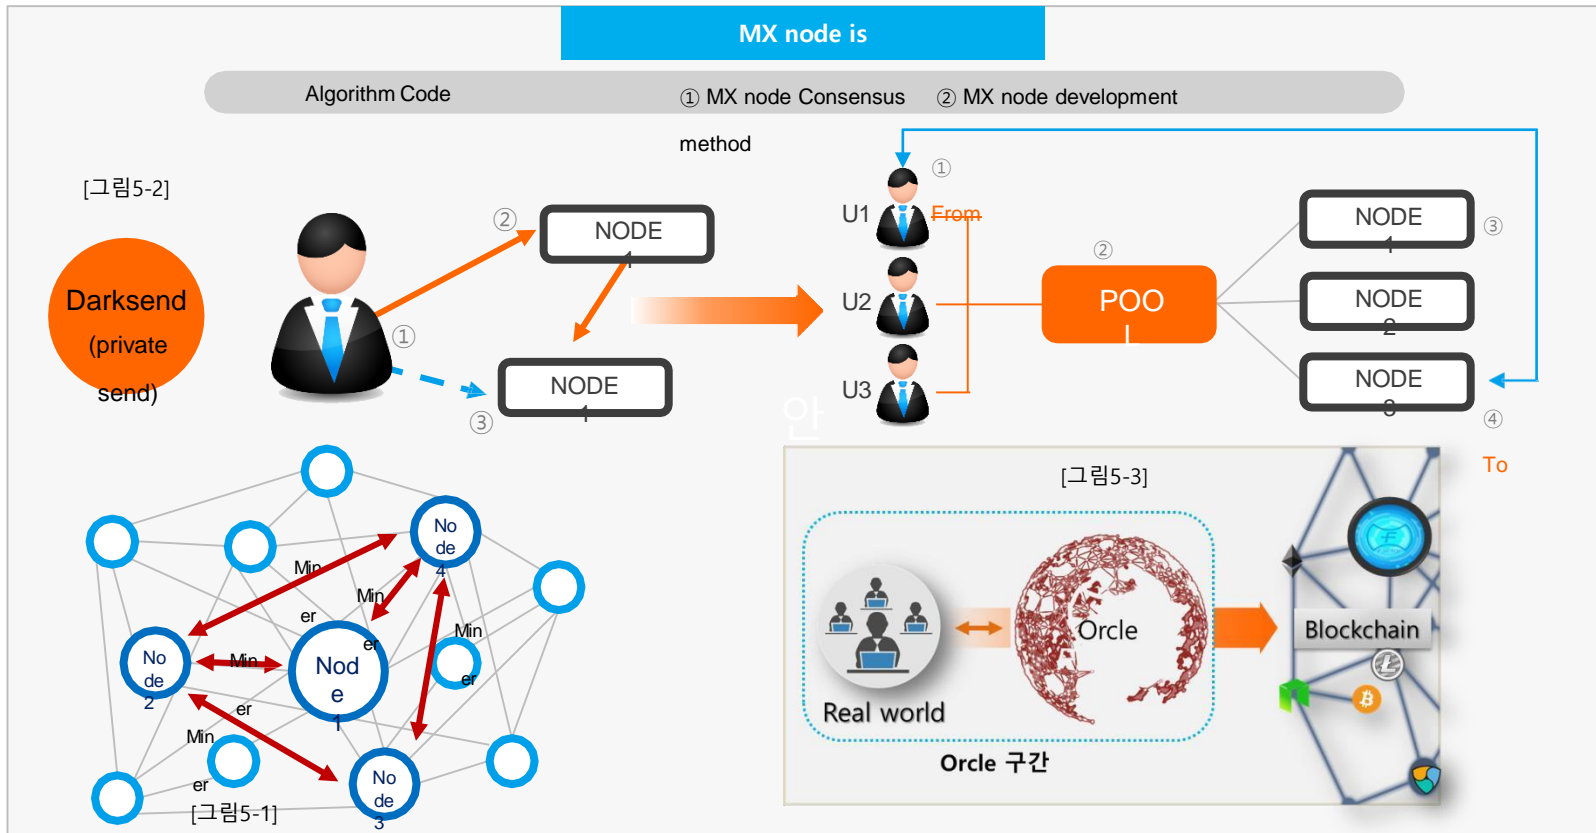 MX node is
Algorithm Code
① MX node Consensus
method
② MX node development
[그림5-2]
Darksend
(private
send)
①
②
③
NODE
1
NODE
1
①
U1
From
U2
U3
②
POO
L
NODE
1
③
NODE
2
NODE
3
④
To
안
No
de
4
Min
er
Min
er
Min
er
No
de
2
Min
er
Nod
e
1
Min
er
No
de
3
[그림5-1]
[그림5-3]
Real world
Orcle
Blockchain
Orcle 구간